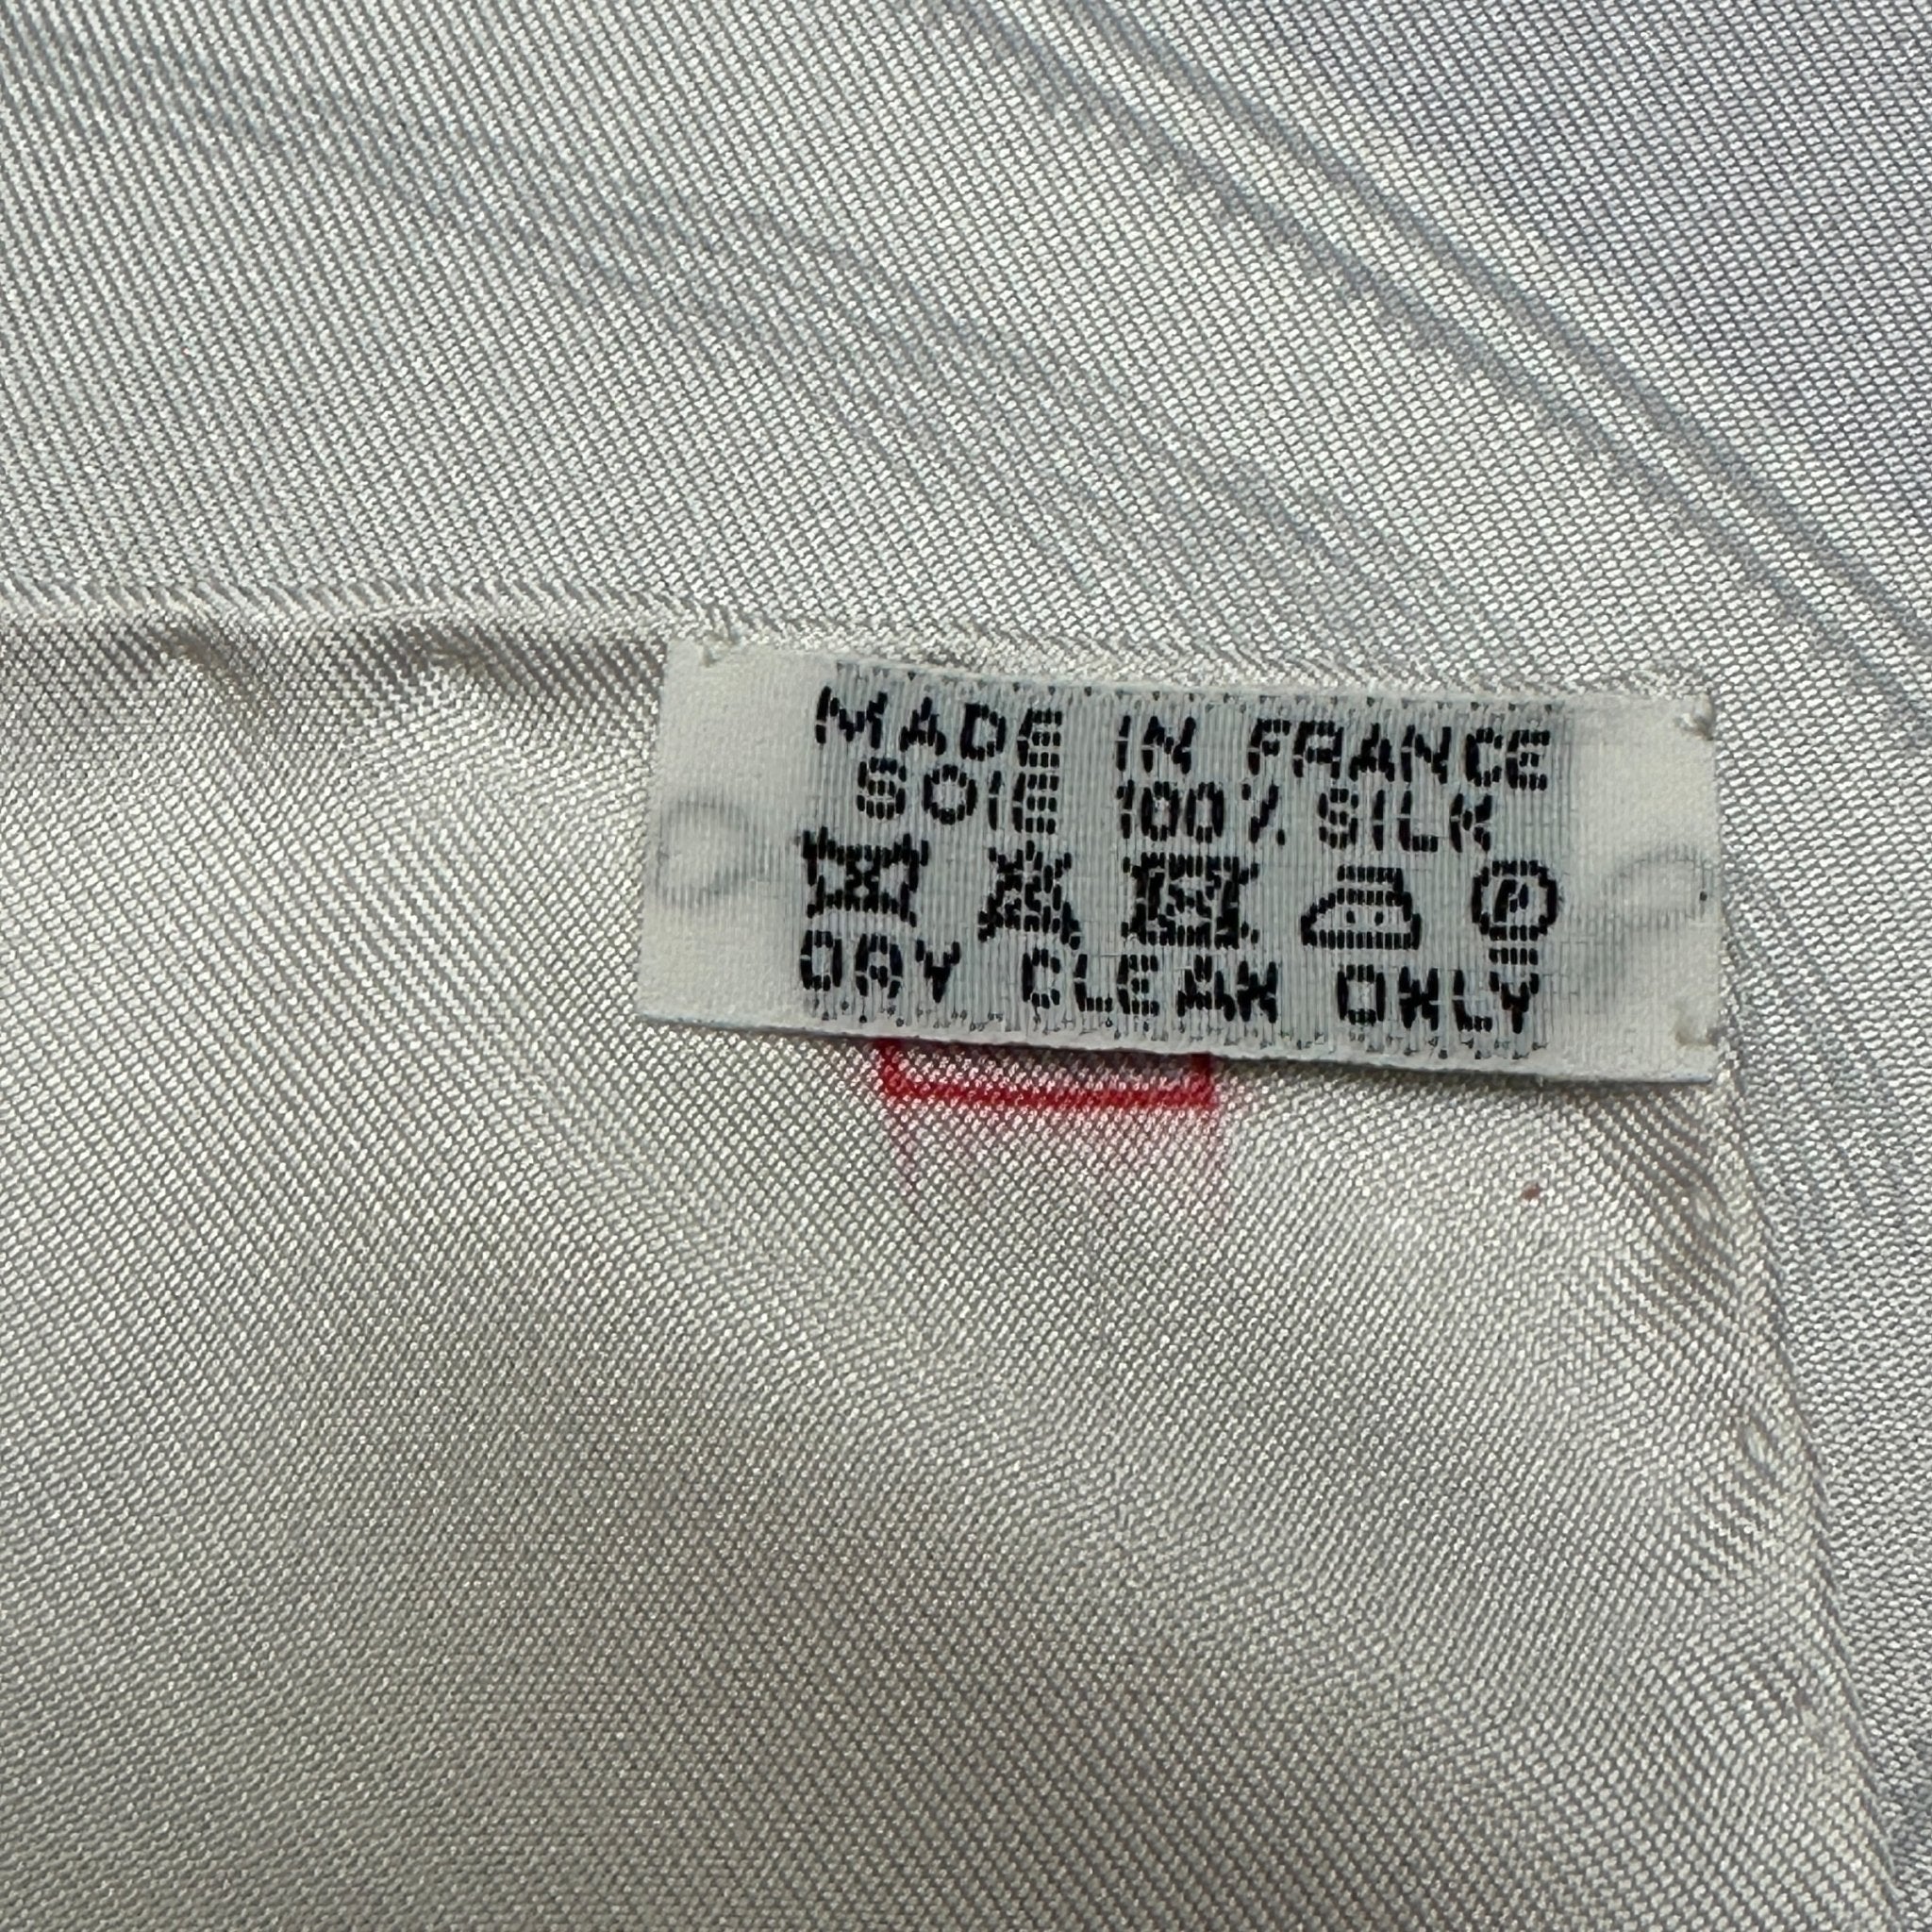 MADE IN FRANCE
SOIE 100% SILK
P
DRY CLEAN ONLY